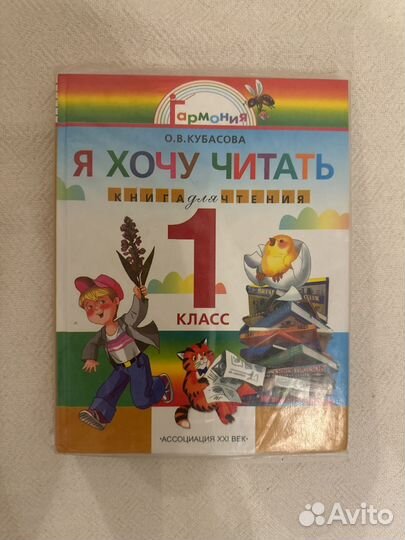 Гармония
О.В.КУБАСОВА
Я ХОЧУ ЧИТАТЬ
КНИГА для ЧТЕНИЯ
1
КЛАСС
•АССОЦИАЦИЯ XXI ВЕК•
Avito